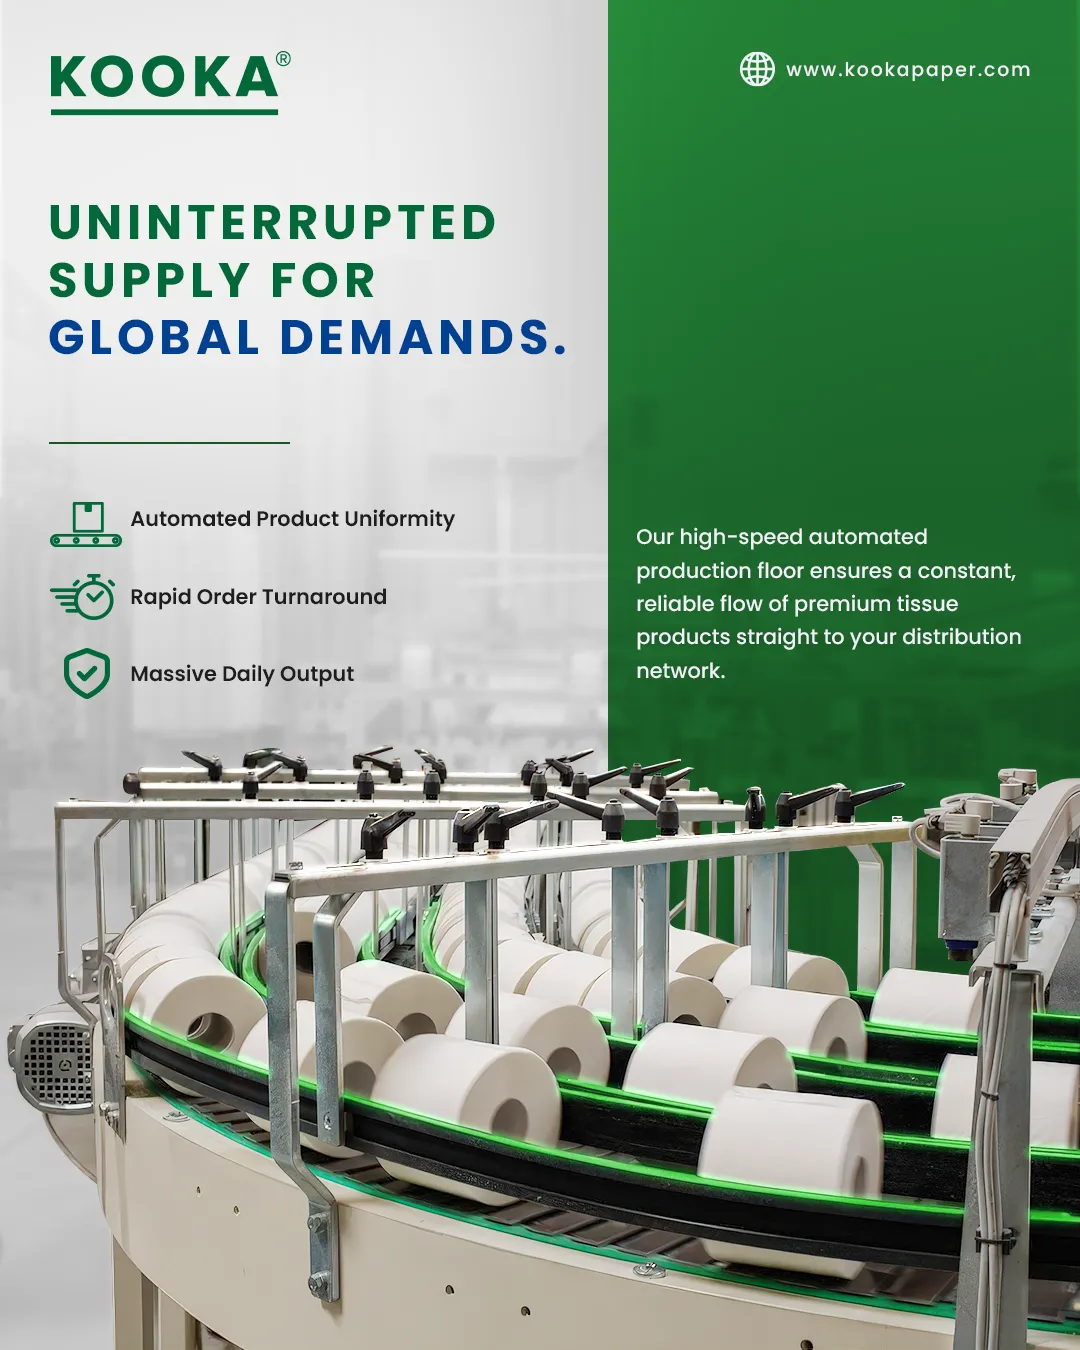 KOOKA®
www.kookapaper.com
UNINTERRUPTED
SUPPLY FOR
GLOBAL DEMANDS.
Automated Product Uniformity
Rapid Order Turnaround
Massive Daily Output
Our high-speed automated
production floor ensures a constant,
reliable flow of premium tissue
products straight to your distribution
network.